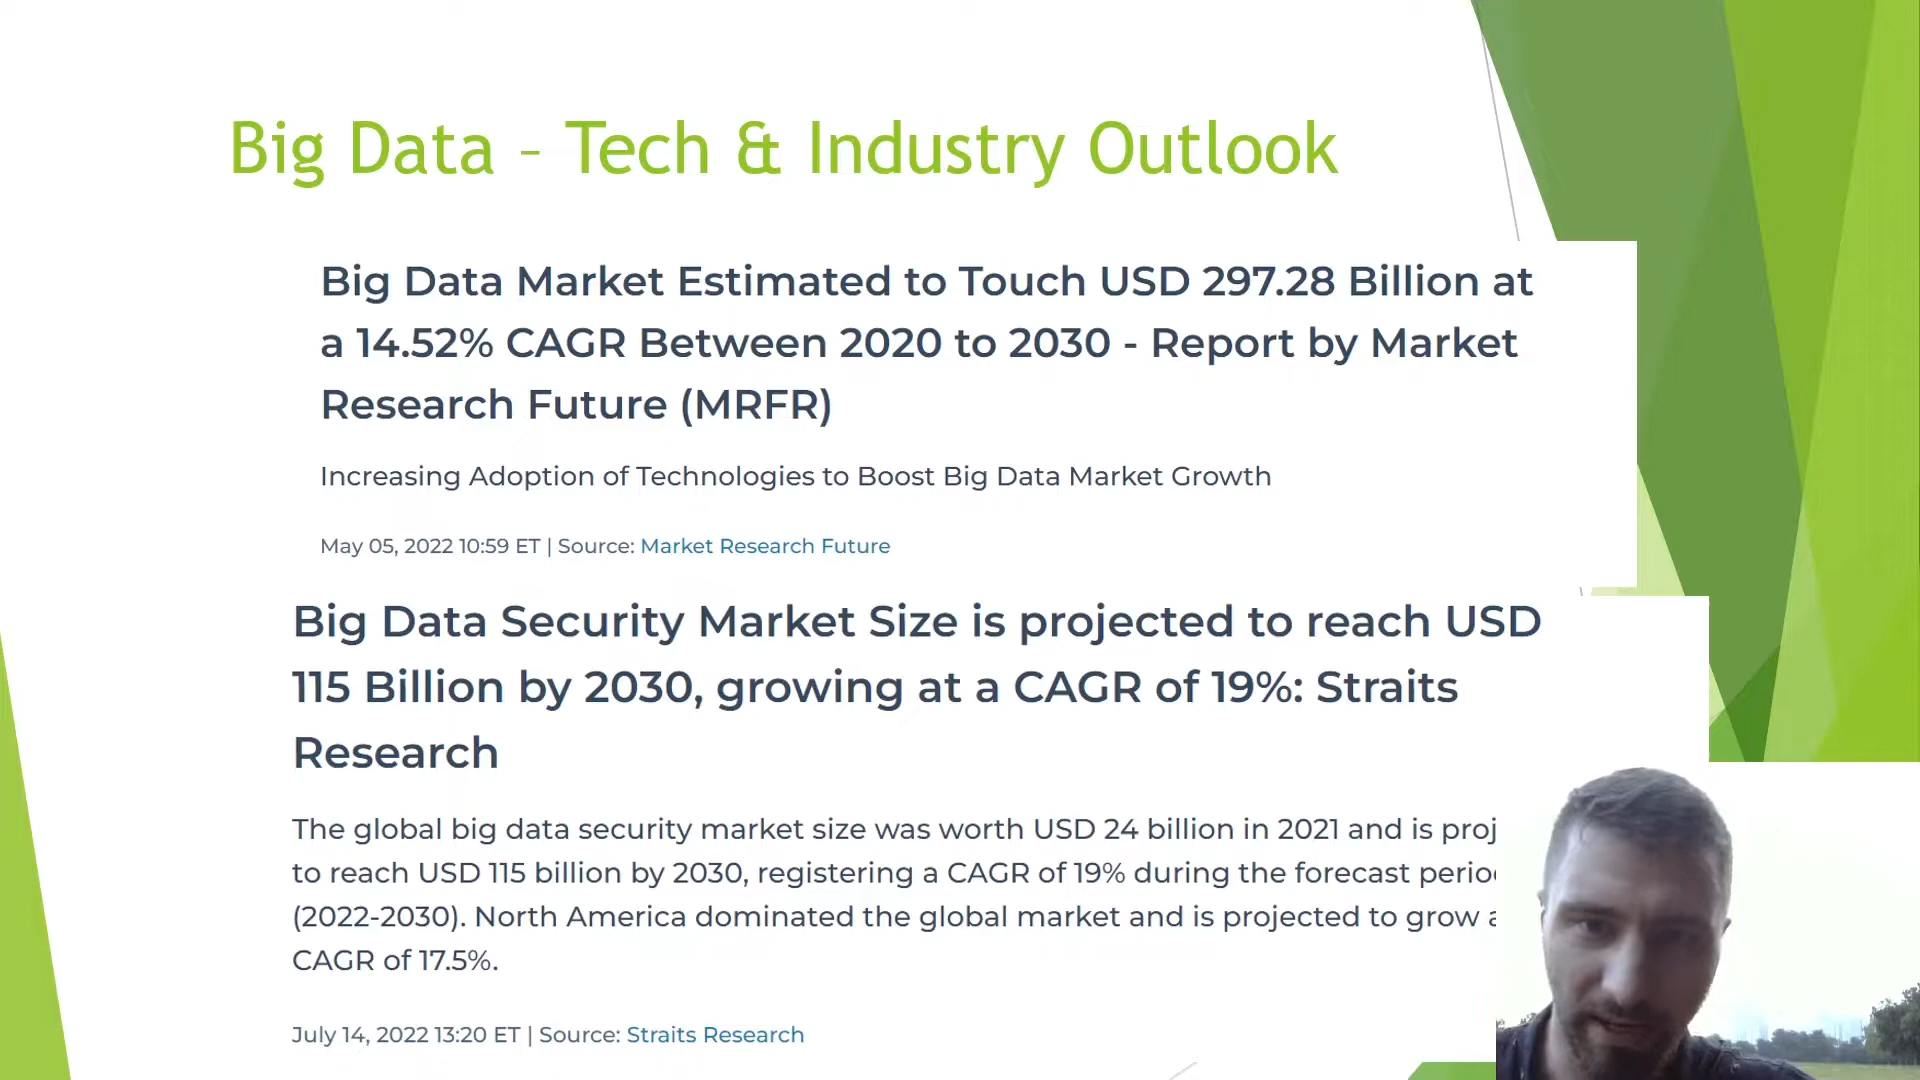 Big Data – Tech & Industry Outlook
Big Data Market Estimated to Touch USD 297.28 Billion at
a 14.52% CAGR Between 2020 to 2030 - Report by Market
Research Future (MRFR)
Increasing Adoption of Technologies to Boost Big Data Market Growth
May 05, 2022 10:59 ET | Source: Market Research Future
Big Data Security Market Size is projected to reach USD
115 Billion by 2030, growing at a CAGR of 19%: Straits
Research
The global big data security market size was worth USD 24 billion in 2021 and is
to reach USD 115 billion by 2030, registering a CAGR of 19% during the forecast
(2022-2030). North America dominated the global market and is projected to grow
CAGR of 17.5%.
July 14, 2022 13:20 ET | Source: Straits Research